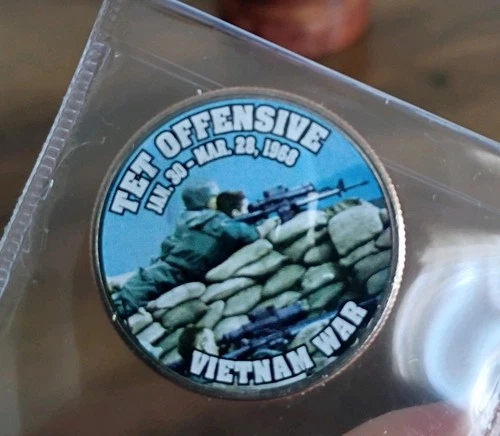 TET OFFENSIVE
JAN. 30 - MAR. 28, 1968
VIETNAM WAR